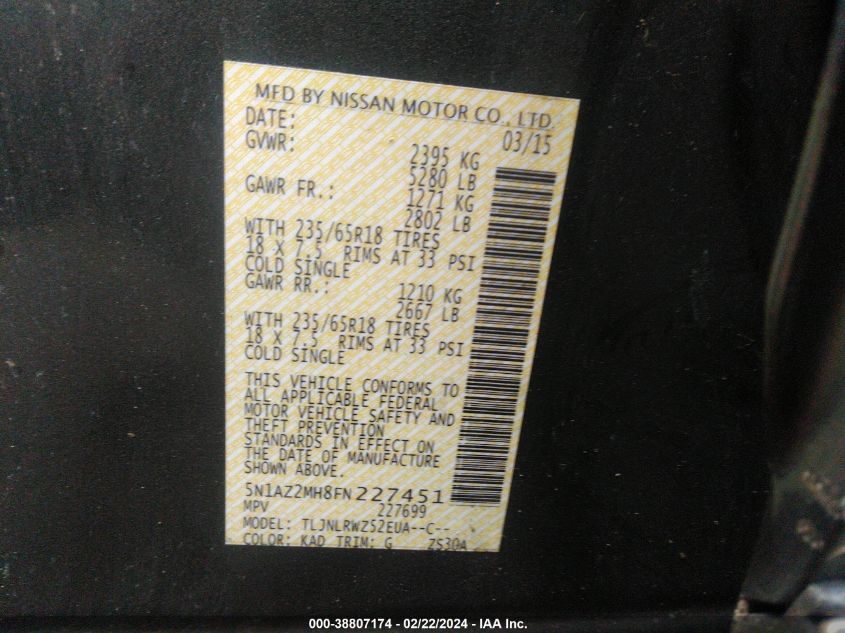 MFD BY NISSAN MOTOR CO., LTD.
DATE: 03/15
GVWR: 2395 KG
5280 LB
GAWR FR.: 1271 KG
2802 LB
WITH 235/65R18 TIRES
18 X 7.5 RIMS AT 33 PSI
COLD SINGLE
GAWR RR.: 1210 KG
2667 LB
WITH 235/65R18 TIRES
18 X 7.5 RIMS AT 33 PSI
COLD SINGLE
THIS VEHICLE CONFORMS TO
ALL APPLICABLE FEDERAL
MOTOR VEHICLE SAFETY AND
THEFT PREVENTION
STANDARDS IN EFFECT ON
THE DATE OF MANUFACTURE
SHOWN ABOVE.
5N1AZ2MH8FN227451
MPV 227699
MODEL: TLJNLRWZ52EUA--C--
COLOR: KAD TRIM: G ZS30A
000-38807174 - 02/22/2024 - IAA Inc.